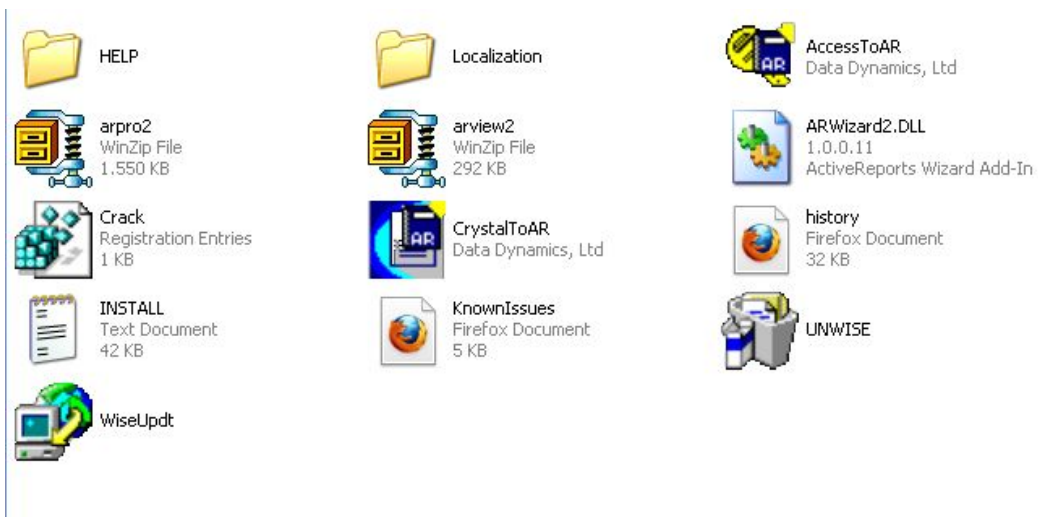 HELP
Localization
AccessToAR
Data Dynamics, Ltd
arpro2
WinZip File
1.550 KB
arview2
WinZip File
292 KB
ARWizard2.DLL
1.0.0.11
ActiveReports Wizard Add-In
Crack
Registration Entries
1 KB
CrystalToAR
Data Dynamics, Ltd
history
Firefox Document
32 KB
INSTALL
Text Document
42 KB
KnownIssues
Firefox Document
5 KB
UNWISE
WiseUpdt
AR
AR